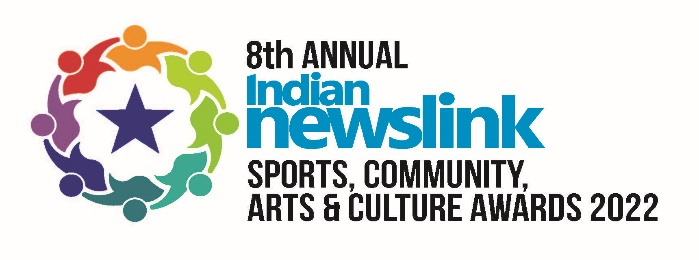 8th ANNUAL
Indian
newslink
SPORTS, COMMUNITY,
ARTS & CULTURE AWARDS 2022